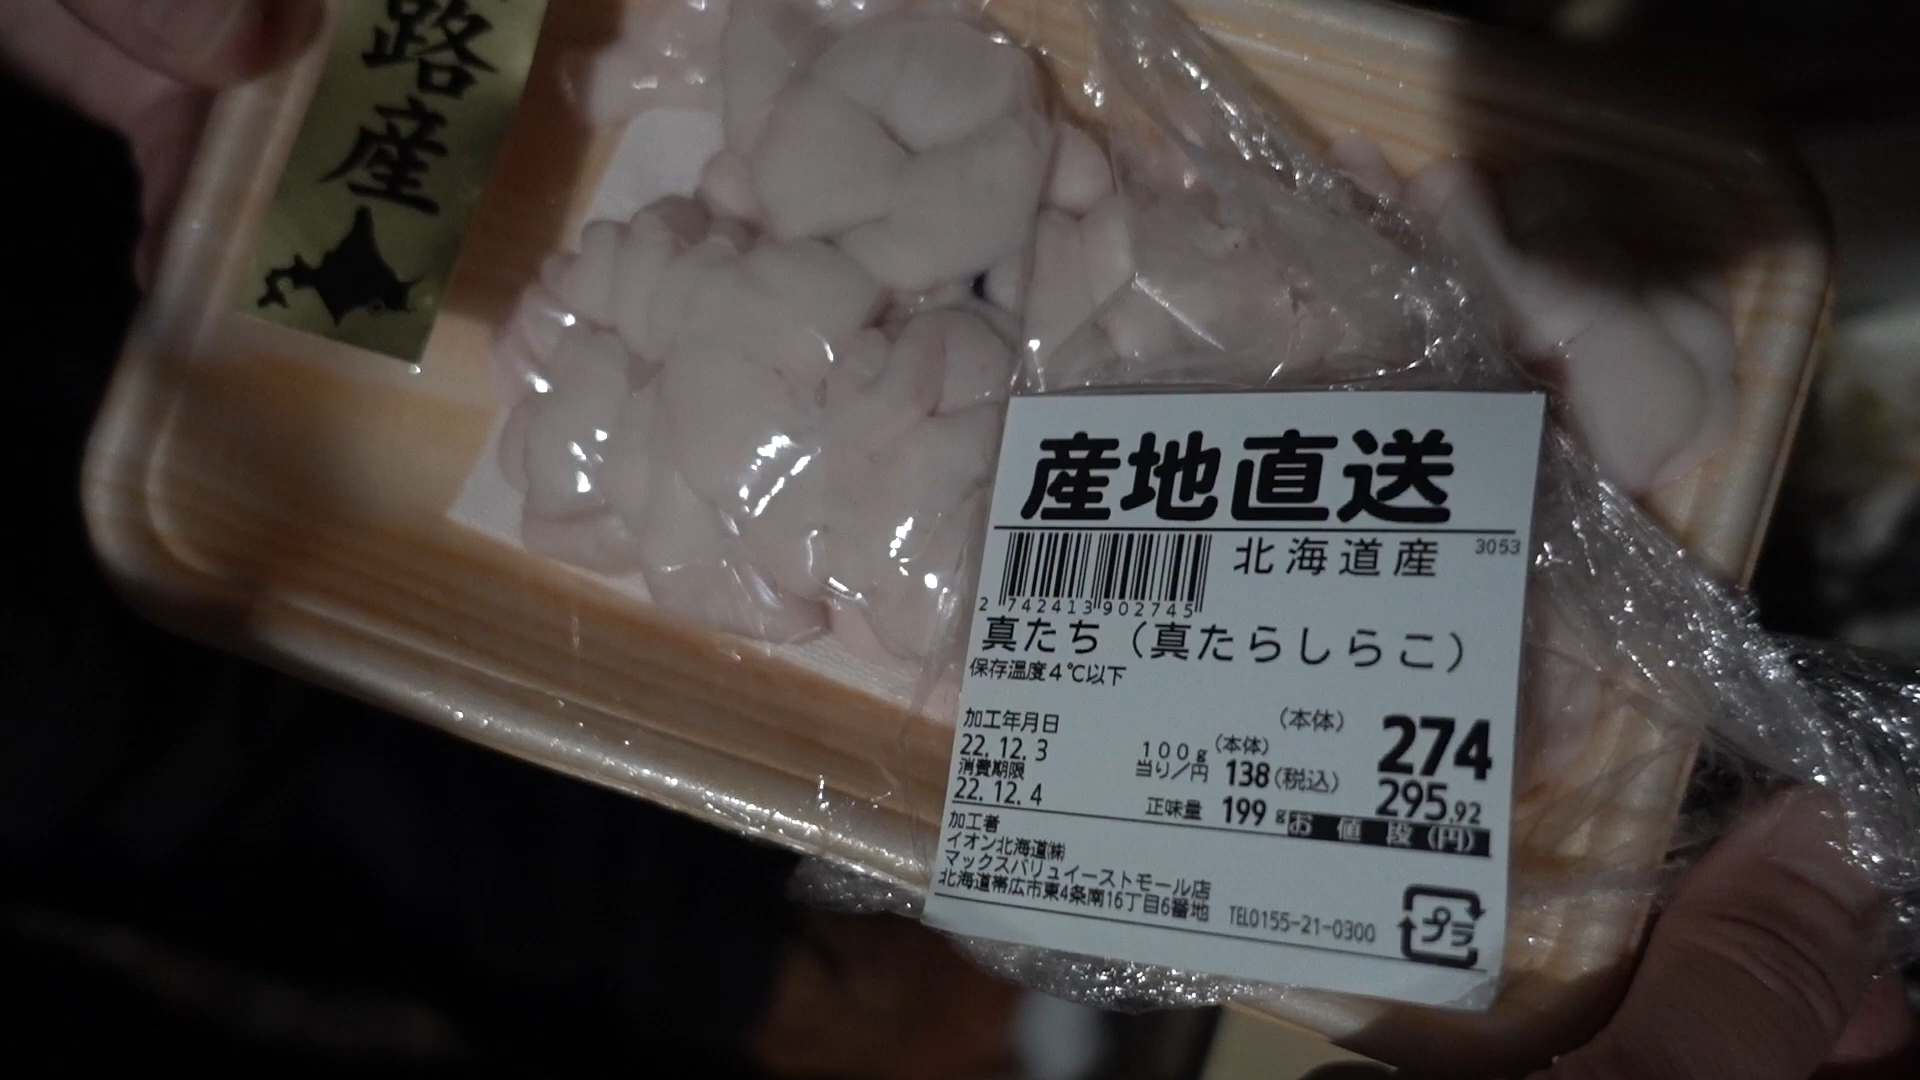 路産
産地直送
北海道産
3053
2 742413 902745
真たち（真たらしらこ）
保存温度4℃以下
加工年月日
22.12.3
消費期限
22.12.4
（本体）
274
100g（本体）
当り／円 138（税込）
295.92
正味量 199g
お値段（円）
加工者
イオン北海道㈱
マックスバリュイーストモール店
北海道帯広市東4条南16丁目6番地
TEL0155-21-0300
プラ